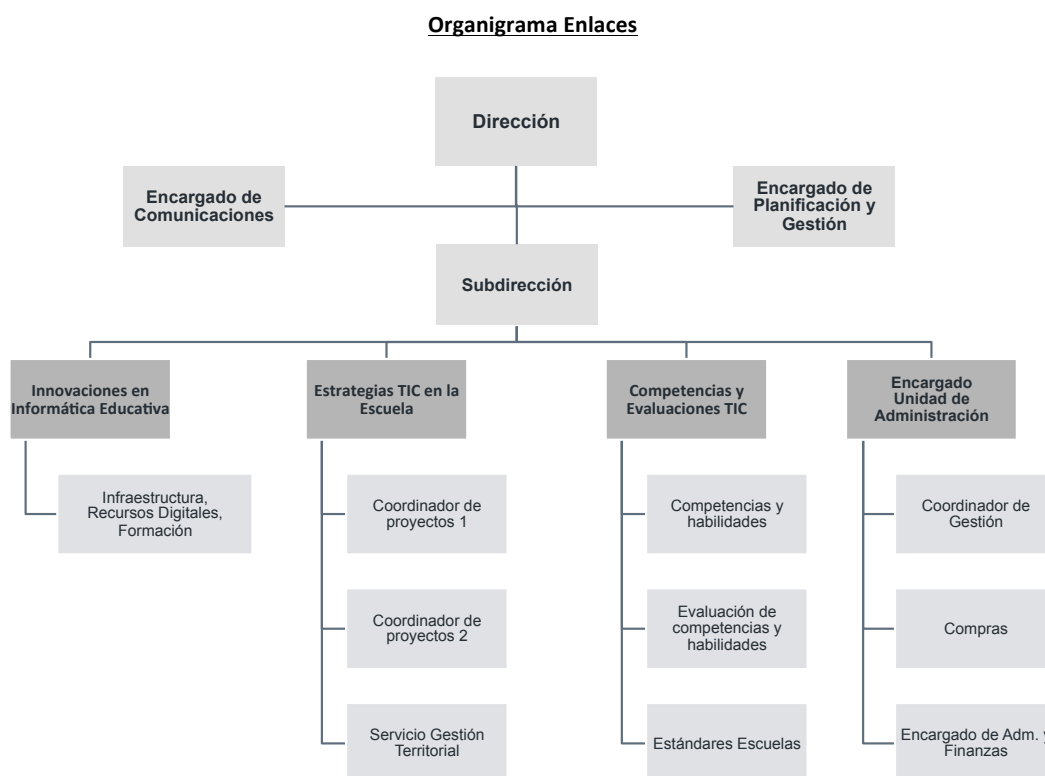 Organigrama Enlaces
Dirección
Encargado de
Comunicaciones
Encargado de
Planificación y
Gestión
Subdirección
Innovaciones en
Informática Educativa
Estrategias TIC en la
Escuela
Competencias y
Evaluaciones TIC
Encargado
Unidad de
Administración
Infraestructura,
Recursos Digitales,
Formación
Coordinador de
proyectos 1
Coordinador de
proyectos 2
Servicio Gestión
Territorial
Competencias y
habilidades
Evaluación de
competencias y
habilidades
Estándares Escuelas
Coordinador de
Gestión
Compras
Encargado de Adm. y
Finanzas